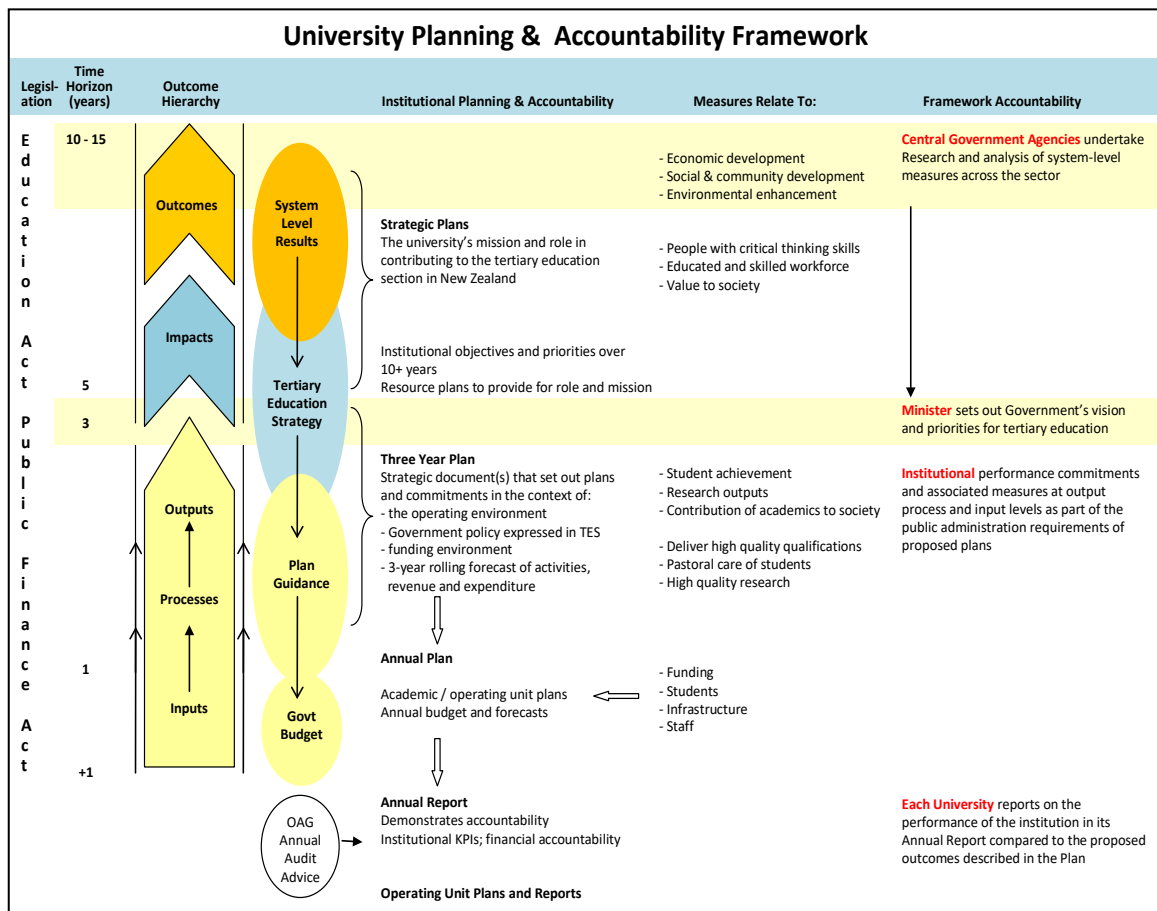 University Planning &  Accountability Framework
Legisl-
ation
Time
Horizon
(years)
Outcome
Hierarchy
Institutional Planning & Accountability
Measures Relate To:
Framework Accountability
Education Act Public Finance Act
10 - 15
5
3
1
+1
Outcomes
Impacts
Outputs
Processes
Inputs
System
Level
Results
Tertiary
Education
Strategy
Plan
Guidance
Govt
Budget
OAG
Annual
Audit
Advice
Strategic Plans
The university's mission and role in
contributing to the tertiary education
section in New Zealand
Institutional objectives and priorities over
10+ years
Resource plans to provide for role and mission
Three Year Plan
Strategic document(s) that set out plans
and commitments in the context of:
- the operating environment
- Government policy expressed in TES
- funding environment
- 3-year rolling forecast of activities,
revenue and expenditure
Annual Plan
Academic / operating unit plans
Annual budget and forecasts
Annual Report
Demonstrates accountability
Institutional KPIs; financial accountability
Operating Unit Plans and Reports
- Economic development
- Social & community development
- Environmental enhancement
- People with critical thinking skills
- Educated and skilled workforce
- Value to society
- Student achievement
- Research outputs
- Contribution of academics to society
- Deliver high quality qualifications
- Pastoral care of students
- High quality research
- Funding
- Students
- Infrastructure
- Staff
Central Government Agencies undertake
Research and analysis of system-level
measures across the sector
Minister sets out Government's vision
and priorities for tertiary education
Institutional performance commitments
and associated measures at output
process and input levels as part of the
public administration requirements of
proposed plans
Each University reports on the
performance of the institution in its
Annual Report compared to the proposed
outcomes described in the Plan